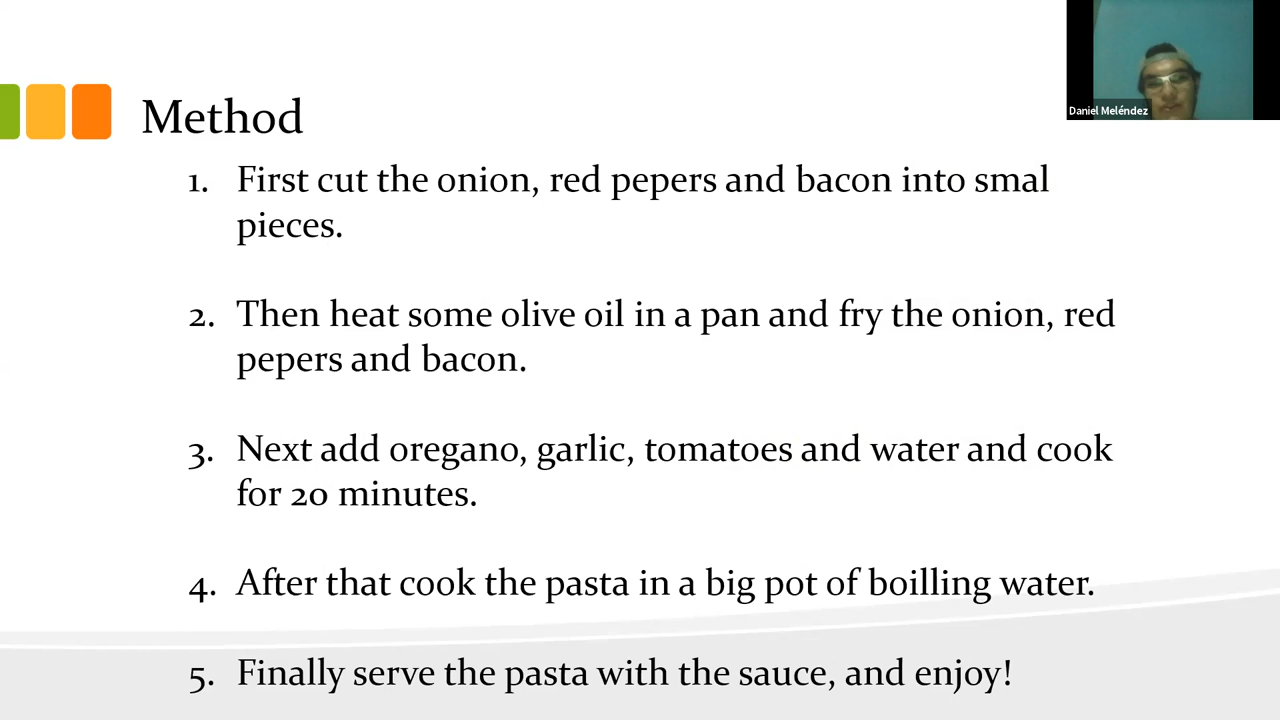 Daniel Meléndez
Method
1. First cut the onion, red pepers and bacon into smal
pieces.
2. Then heat some olive oil in a pan and fry the onion, red
pepers and bacon.
3. Next add oregano, garlic, tomatoes and water and cook
for 20 minutes.
4. After that cook the pasta in a big pot of boilling water.
5. Finally serve the pasta with the sauce, and enjoy!